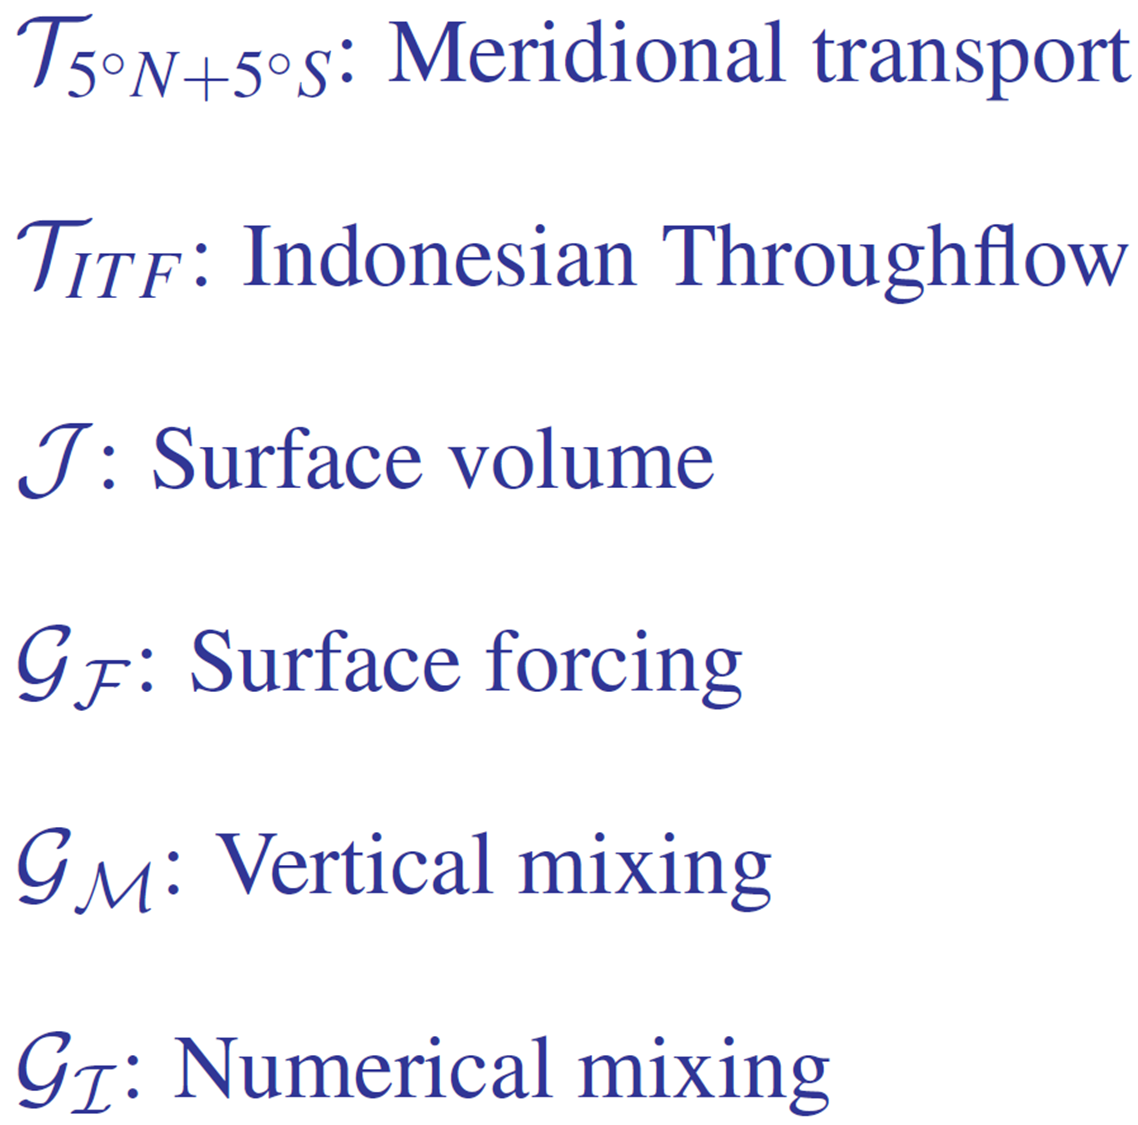 𝒯5°N+5°S: Meridional transport
𝒯ITF: Indonesian Throughflow
𝒥: Surface volume
𝒢ℱ: Surface forcing
𝒢ℳ: Vertical mixing
𝒢ℐ: Numerical mixing